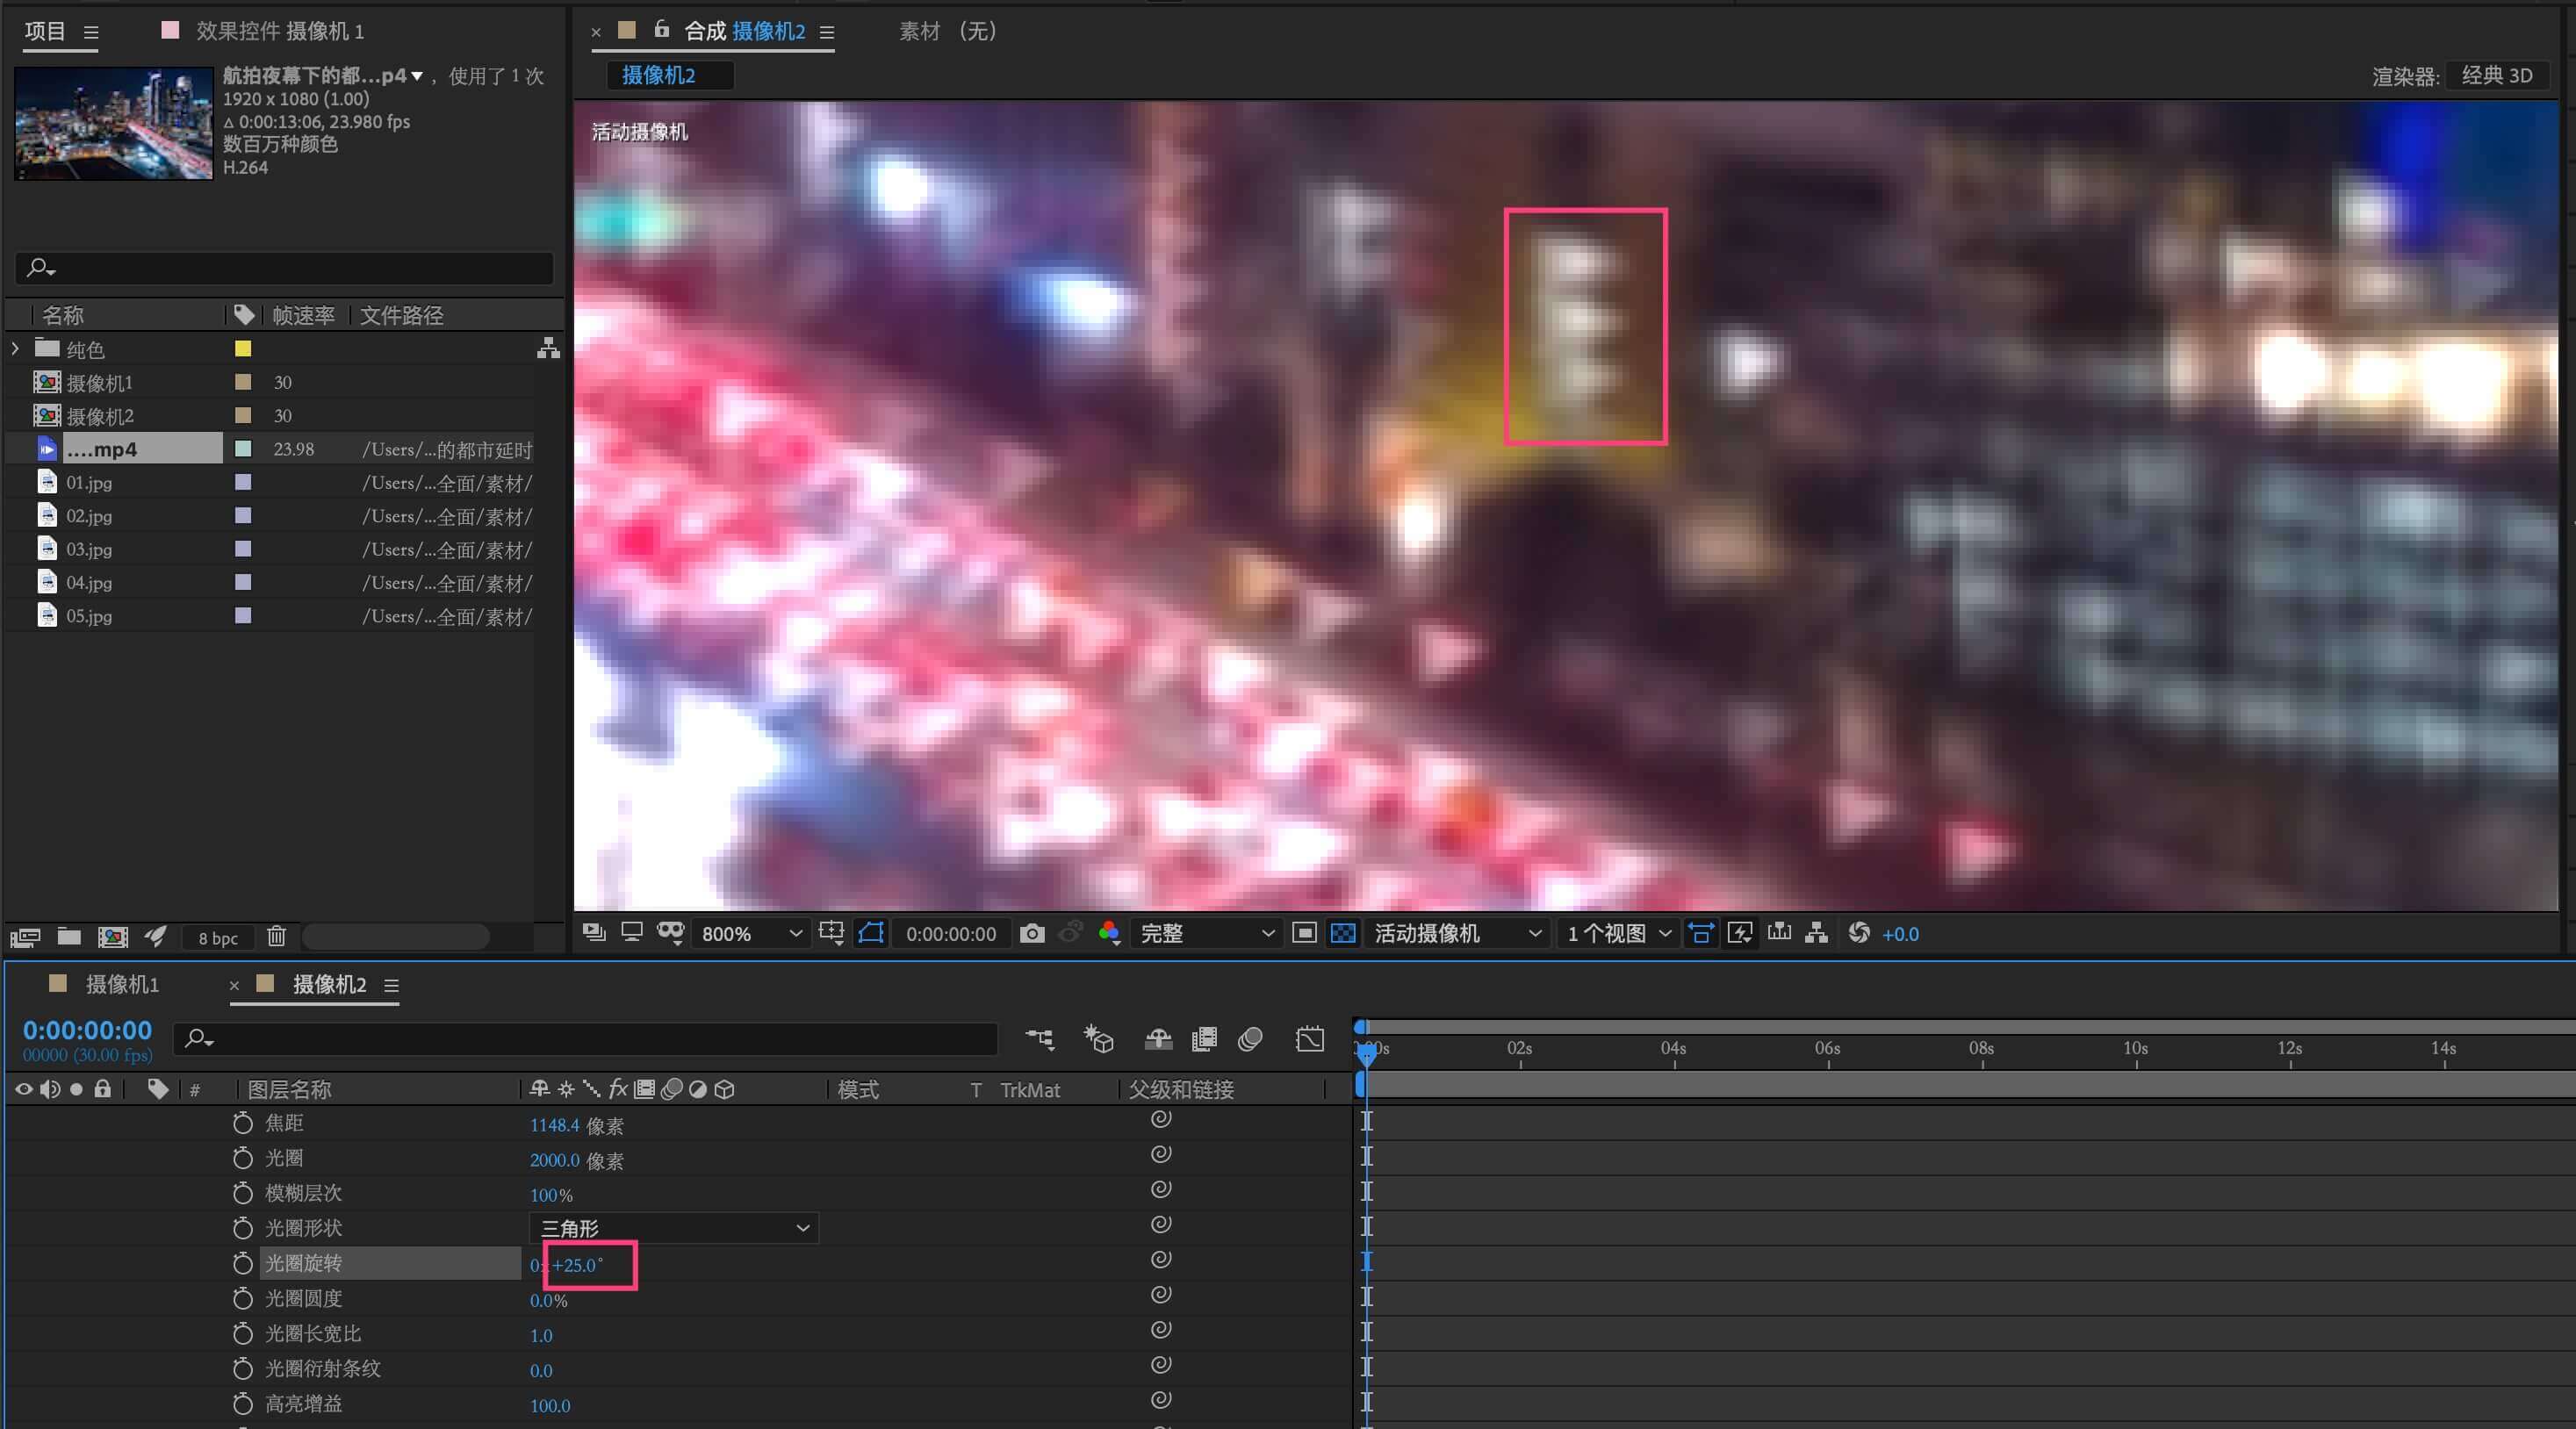 项目
效果控件 摄像机 1
航拍夜幕下的都...p4▼ ，使用了 1 次
1920 x 1080 (1.00)
Δ 0:00:13:06, 23.980 fps
数百万种颜色
H.264
名称 帧速率 文件路径
纯色
摄像机1 30
摄像机2 30
....mp4 23.98 /Users/...的都市延时
01.jpg /Users/...全面/素材/
02.jpg /Users/...全面/素材/
03.jpg /Users/...全面/素材/
04.jpg /Users/...全面/素材/
05.jpg /Users/...全面/素材/
8 bpc
合成 摄像机2
素材 (无)
摄像机2
渲染器: 经典 3D
活动摄像机
800% 0:00:00:00 完整 活动摄像机 1 个视图 +0.0
摄像机1
摄像机2
0:00:00:00
00000 (30.00 fps)
# 图层名称 fx 模式 T TrkMat 父级和链接
02s 04s 06s 08s 10s 12s 14s
焦距 1148.4 像素
光圈 2000.0 像素
模糊层次 100%
光圈形状 三角形
光圈旋转 0x+25.0°
光圈圆度 0.0%
光圈长宽比 1.0
光圈衍射条纹 0.0
高亮增益 100.0